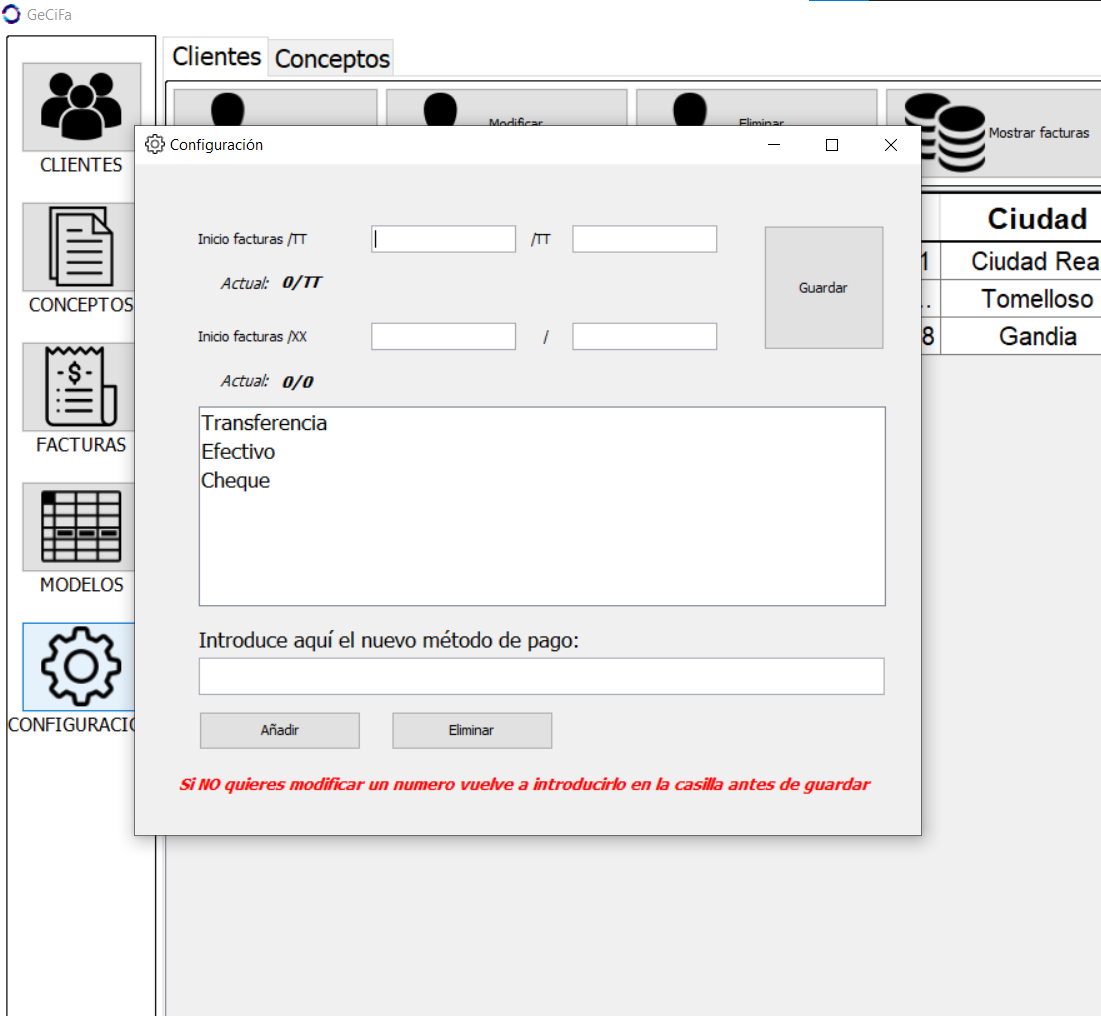 GeCiFa
Clientes Conceptos
Modificar
Eliminar
Mostrar facturas
CLIENTES
CONCEPTOS
FACTURAS
MODELOS
CONFIGURACIÓ
Configuración
Inicio facturas /TT /TT
Actual: 0/TT
Guardar
Inicio facturas /XX /
Actual: 0/0
Transferencia
Efectivo
Cheque
Introduce aquí el nuevo método de pago:
Añadir Eliminar
Si NO quieres modificar un numero vuelve a introducirlo en la casilla antes de guardar
Ciudad
1 Ciudad Rea
.. Tomelloso
8 Gandia